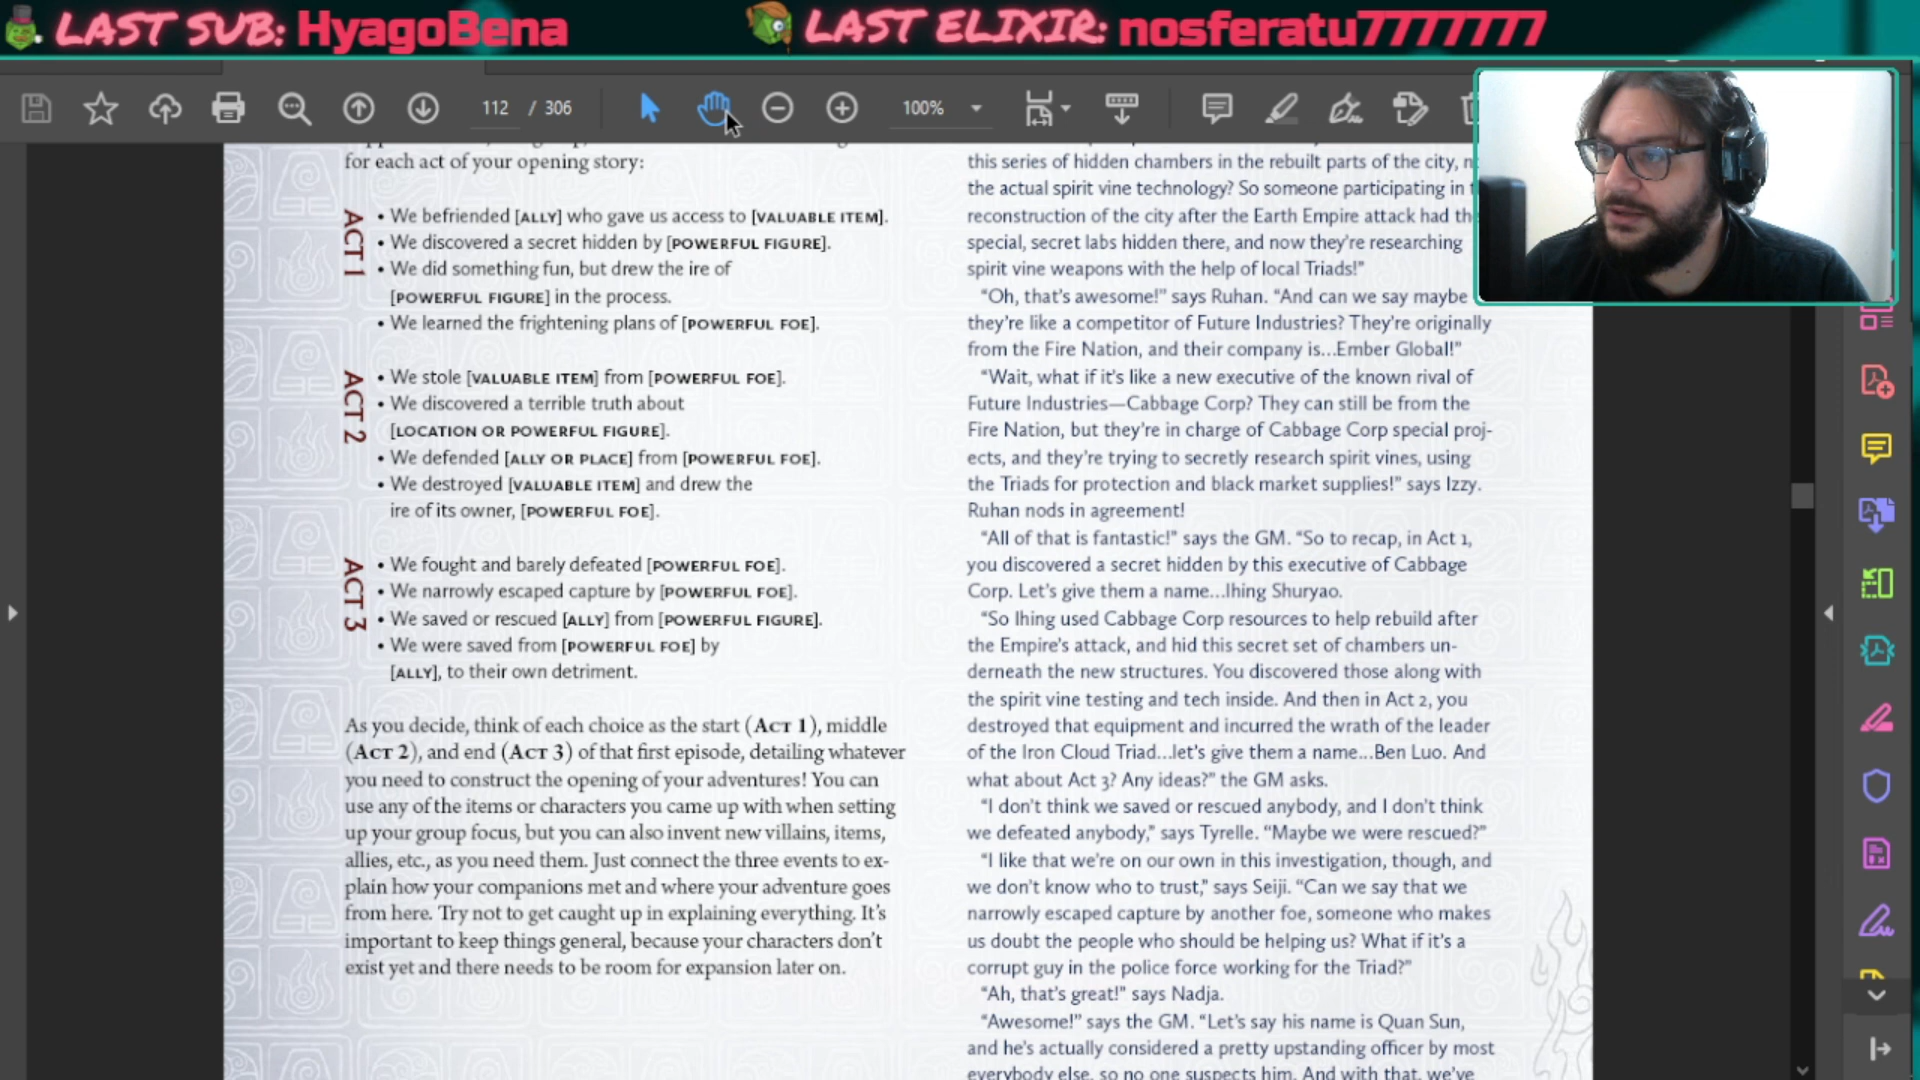 LAST SUB: HyagoBena
LAST ELIXIR: nosferatu7777777
112 / 306
100%
for each act of your opening story:
ACT 1
• We befriended [ALLY] who gave us access to [VALUABLE ITEM].
• We discovered a secret hidden by [POWERFUL FIGURE].
• We did something fun, but drew the ire of
[POWERFUL FIGURE] in the process.
• We learned the frightening plans of [POWERFUL FOE].
ACT 2
• We stole [VALUABLE ITEM] from [POWERFUL FOE].
• We discovered a terrible truth about
[LOCATION OR POWERFUL FIGURE].
• We defended [ALLY OR PLACE] from [POWERFUL FOE].
• We destroyed [VALUABLE ITEM] and drew the
ire of its owner, [POWERFUL FOE].
ACT 3
• We fought and barely defeated [POWERFUL FOE].
• We narrowly escaped capture by [POWERFUL FOE].
• We saved or rescued [ALLY] from [POWERFUL FIGURE].
• We were saved from [POWERFUL FOE] by
[ALLY], to their own detriment.
As you decide, think of each choice as the start (ACT 1), middle
(ACT 2), and end (ACT 3) of that first episode, detailing whatever
you need to construct the opening of your adventures! You can
use any of the items or characters you came up with when setting
up your group focus, but you can also invent new villains, items,
allies, etc., as you need them. Just connect the three events to ex-
plain how your companions met and where your adventure goes
from here. Try not to get caught up in explaining everything. It's
important to keep things general, because your characters don't
exist yet and there needs to be room for expansion later on.
this series of hidden chambers in the rebuilt parts of the city,
the actual spirit vine technology? So someone participating in
reconstruction of the city after the Earth Empire attack had
special, secret labs hidden there, and now they're researching
spirit vine weapons with the help of local Triads!"
"Oh, that's awesome!" says Ruhan. "And can we say maybe
they're like a competitor of Future Industries? They're originally
from the Fire Nation, and their company is...Ember Global!"
"Wait, what if it's like a new executive of the known rival of
Future Industries—Cabbage Corp? They can still be from the
Fire Nation, but they're in charge of Cabbage Corp special proj-
ects, and they're trying to secretly research spirit vines, using
the Triads for protection and black market supplies!" says Izzy.
Ruhan nods in agreement!
"All of that is fantastic!" says the GM. "So to recap, in Act 1,
you discovered a secret hidden by this executive of Cabbage
Corp. Let's give them a name...Ihing Shuryao.
"So Ihing used Cabbage Corp resources to help rebuild after
the Empire's attack, and hid this secret set of chambers un-
derneath the new structures. You discovered those along with
the spirit vine testing and tech inside. And then in Act 2, you
destroyed that equipment and incurred the wrath of the leader
of the Iron Cloud Triad...let's give them a name...Ben Luo. And
what about Act 3? Any ideas?" the GM asks.
"I don't think we saved or rescued anybody, and I don't think
we defeated anybody," says Tyrelle. "Maybe we were rescued?"
"I like that we're on our own in this investigation, though, and
we don't know who to trust," says Seiji. "Can we say that we
narrowly escaped capture by another foe, someone who makes
us doubt the people who should be helping us? What if it's a
corrupt guy in the police force working for the Triad?"
"Ah, that's great!" says Nadja.
"Awesome!" says the GM. "Let's say his name is Quan Sun,
and he's actually considered a pretty upstanding officer by most
everybody else, so no one suspects him. And with that, we've